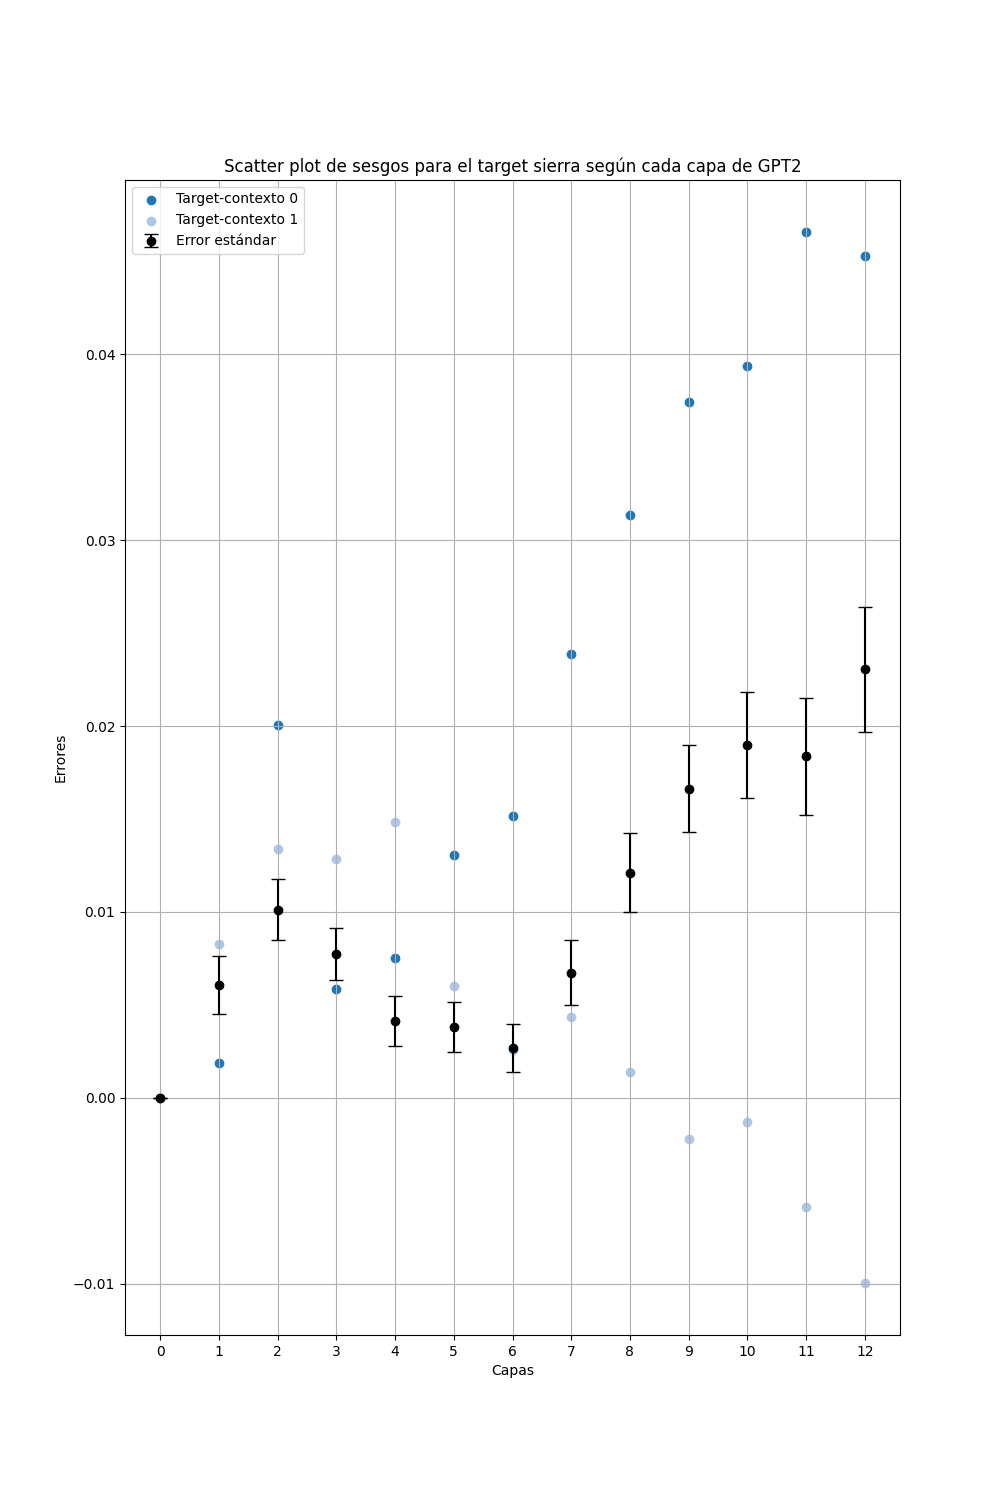 Scatter plot de sesgos para el target sierra según cada capa de GPT2
Target-contexto 0
Target-contexto 1
Error estándar
0.04
0.03
0.02
0.01
0.00
−0.01
Errores
0 1 2 3 4 5 6 7 8 9 10 11 12
Capas